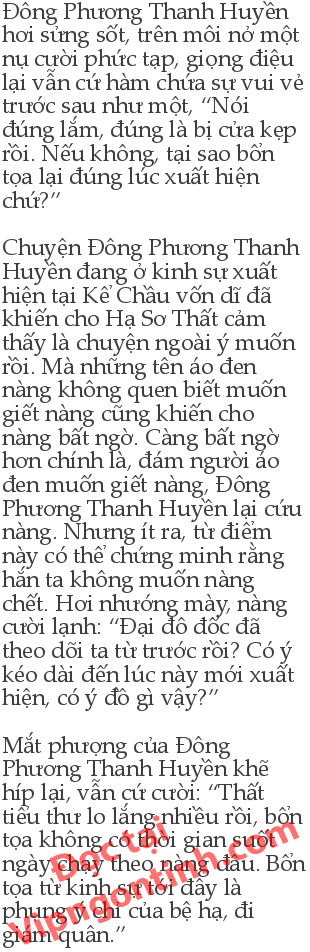 Đông Phương Thanh Huyền
hơi sửng sốt, trên môi nở một
nụ cười phức tạp, giọng điệu
lại vẫn cứ hàm chứa sự vui vẻ
trước sau như một, “Nói
đúng lắm, đúng là bị cửa kẹp
rồi. Nếu không, tại sao bổn
tọa lại đúng lúc xuất hiện
chứ?”
Chuyện Đông Phương Thanh
Huyền đang ở kinh sự xuất
hiện tại Kẻ Chầu vốn dĩ đã
khiến cho Hạ Sơ Thất cảm
thấy là chuyện ngoài ý muốn
rồi. Mà những tên áo đen
nàng không quen biết muốn
giết nàng cũng khiến cho
nàng bất ngờ. Càng bất ngờ
hơn chính là, đám người áo
đen muốn giết nàng, Đông
Phương Thanh Huyền lại cứu
nàng. Nhưng ít ra, từ điểm
này có thể chứng minh rằng
hắn ta không muốn nàng
chết. Hơi nhướng mày, nàng
cười lạnh: “Đại đô đốc đã
theo dõi ta từ trước rồi? Có ý
kéo dài đến lúc này mới xuất
hiện, có ý đồ gì vậy?”
Mắt phượng của Đông
Phương Thanh Huyền khẽ
híp lại, vẫn cứ cười: “Thất
tiểu thư lo lắng nhiều rồi, bổn
tọa không có thời gian suốt
ngày chạy theo nàng đâu. Bổn
tọa từ kinh sư tới đây là
phụng ý chỉ của bệ hạ, đi
giám quân.”
Đọc tại
Vipngontinh.com